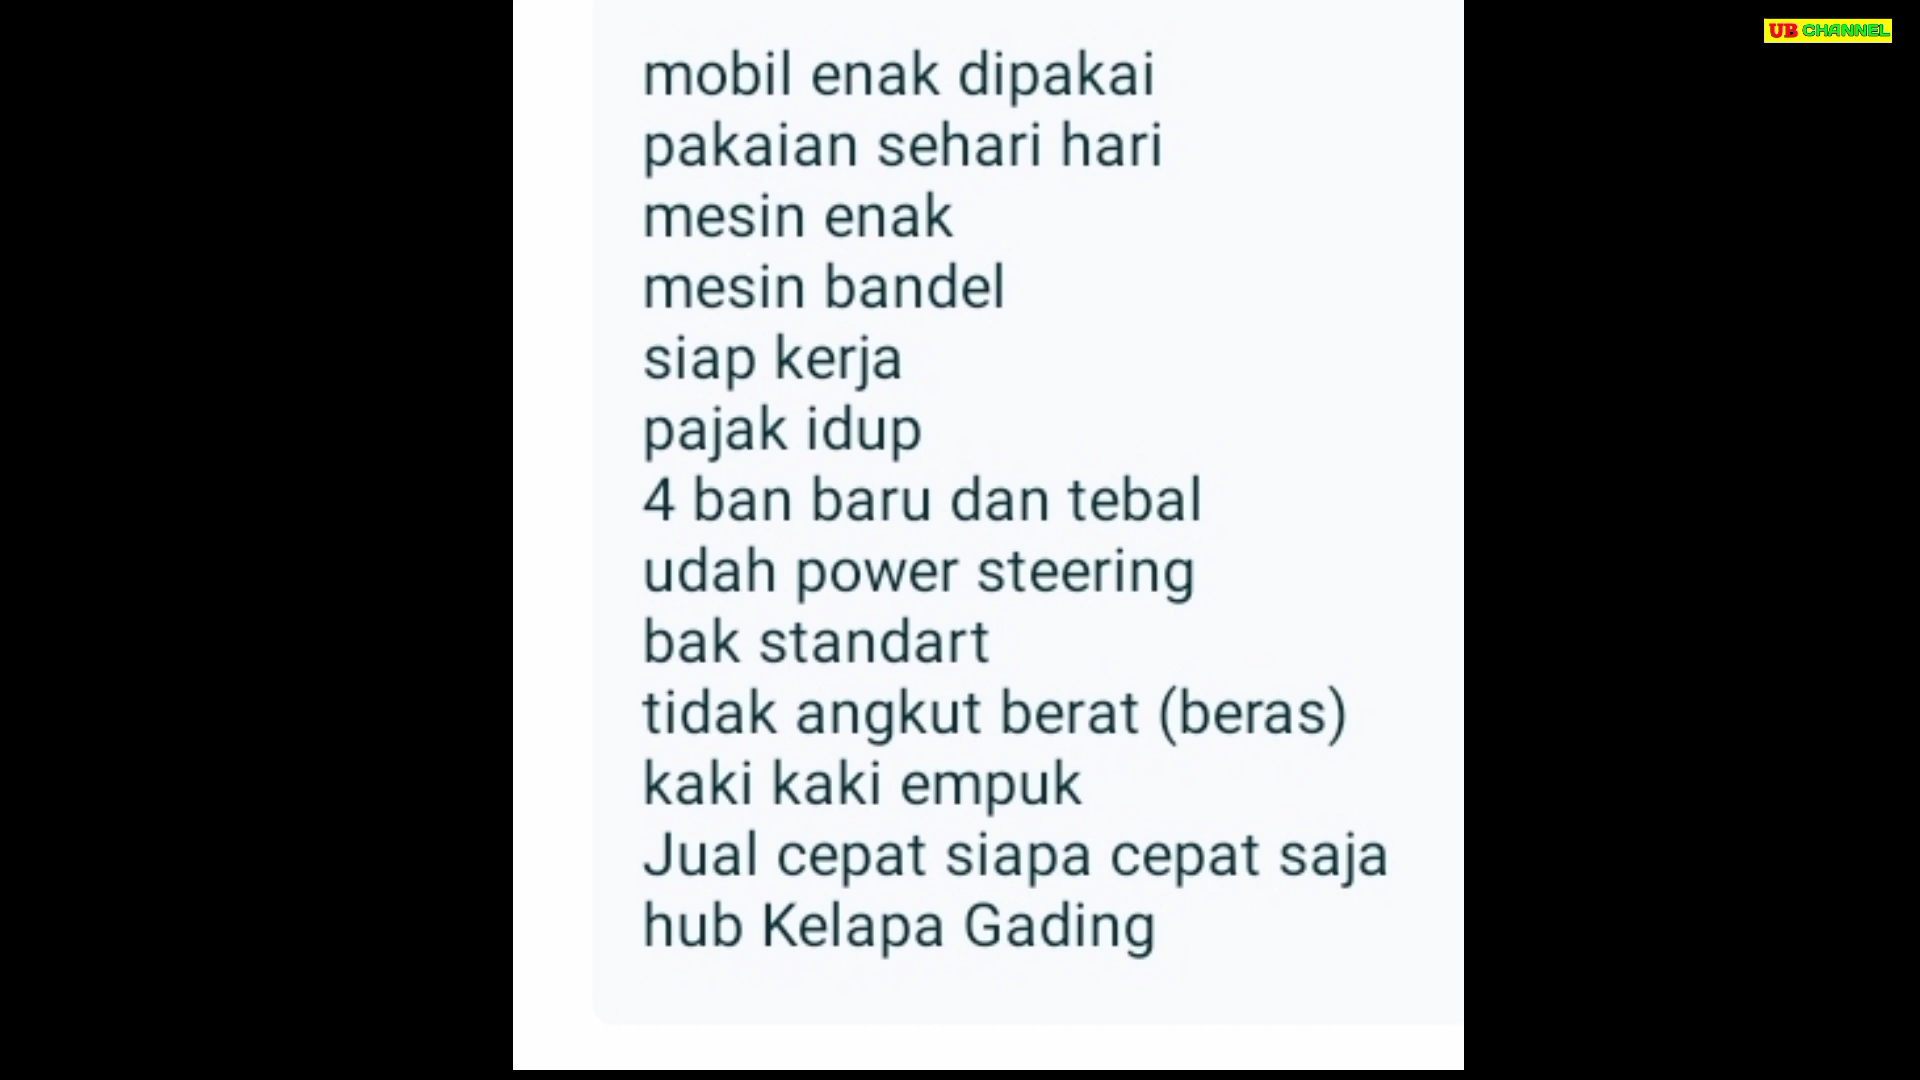 UB CHANNEL
mobil enak dipakai
pakaian sehari hari
mesin enak
mesin bandel
siap kerja
pajak idup
4 ban baru dan tebal
udah power steering
bak standart
tidak angkut berat (beras)
kaki kaki empuk
Jual cepat siapa cepat saja
hub Kelapa Gading